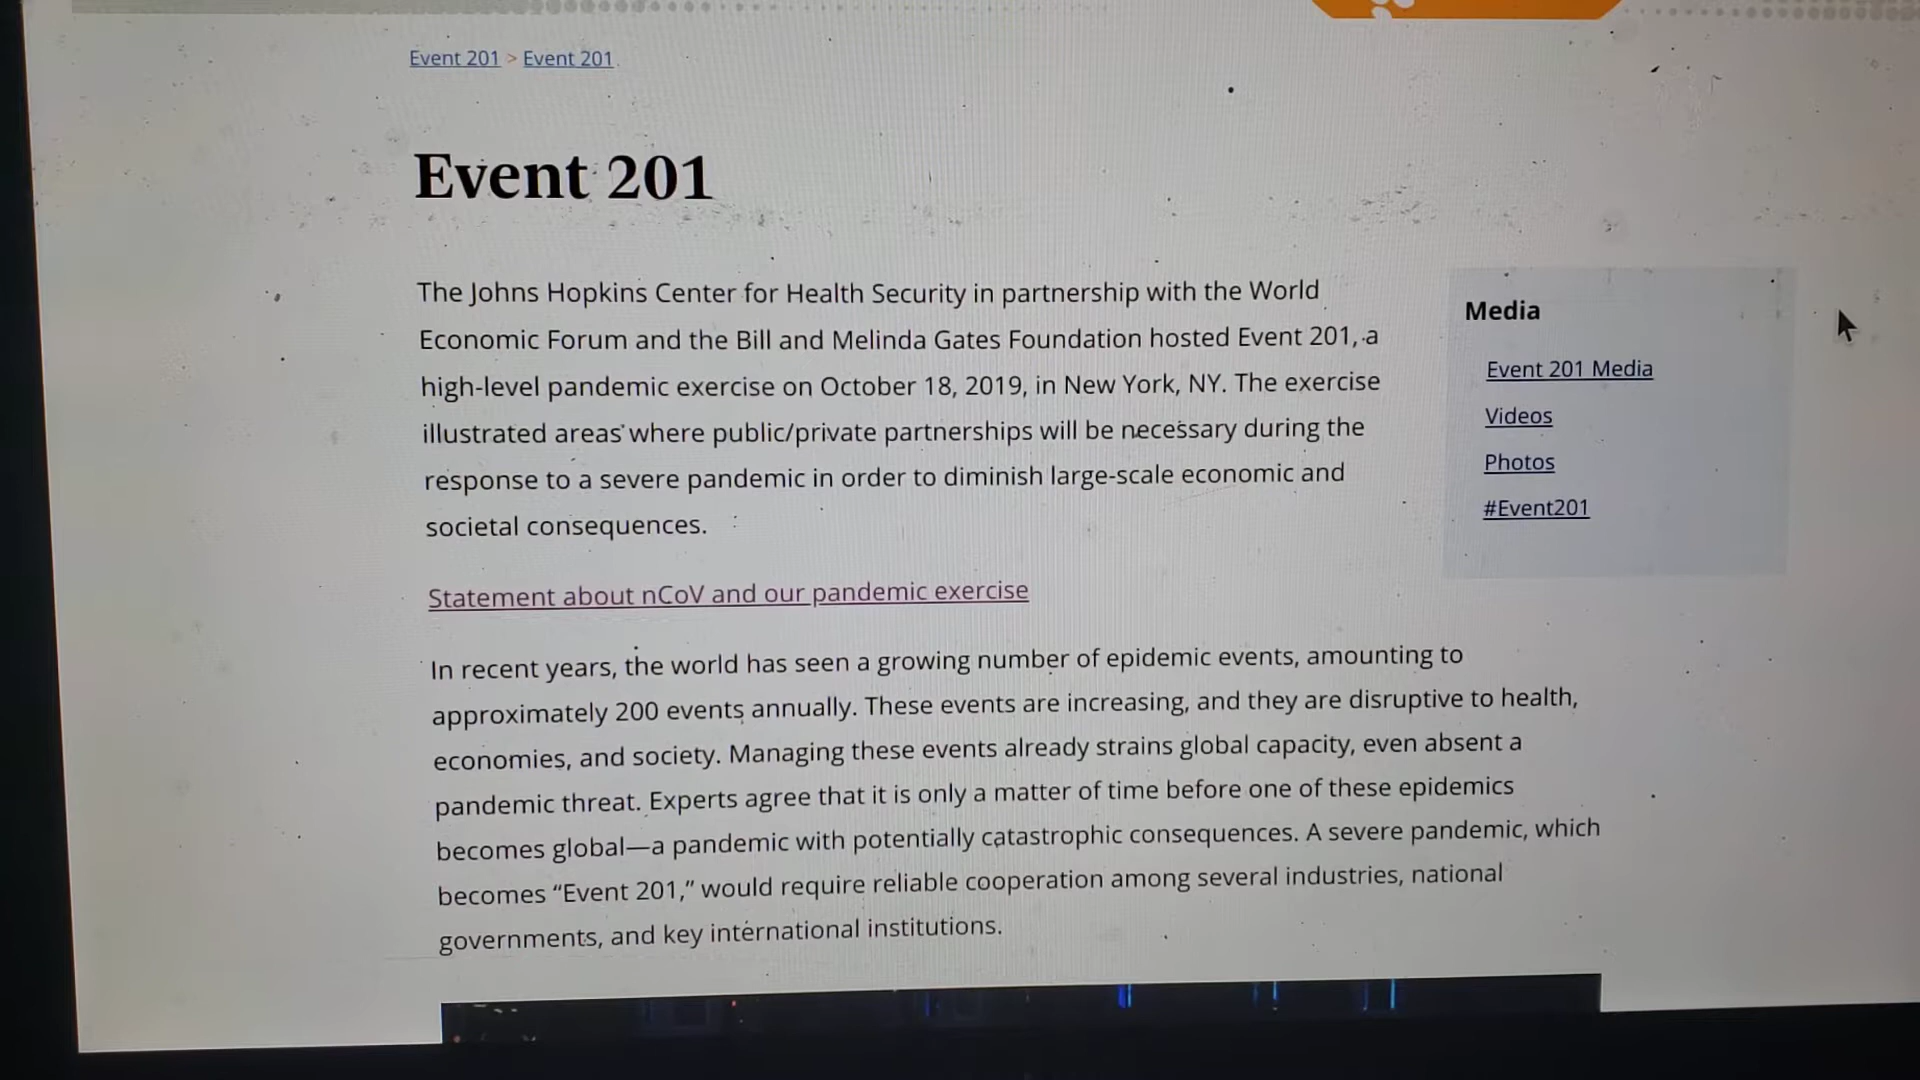 Event 201 > Event 201
Event 201
The Johns Hopkins Center for Health Security in partnership with the World
Economic Forum and the Bill and Melinda Gates Foundation hosted Event 201, a
high-level pandemic exercise on October 18, 2019, in New York, NY. The exercise
illustrated areas where public/private partnerships will be necessary during the
response to a severe pandemic in order to diminish large-scale economic and
societal consequences.
Media
Event 201 Media
Videos
Photos
#Event201
Statement about nCoV and our pandemic exercise
In recent years, the world has seen a growing number of epidemic events, amounting to
approximately 200 events annually. These events are increasing, and they are disruptive to health,
economies, and society. Managing these events already strains global capacity, even absent a
pandemic threat. Experts agree that it is only a matter of time before one of these epidemics
becomes global—a pandemic with potentially catastrophic consequences. A severe pandemic, which
becomes “Event 201,” would require reliable cooperation among several industries, national
governments, and key international institutions.